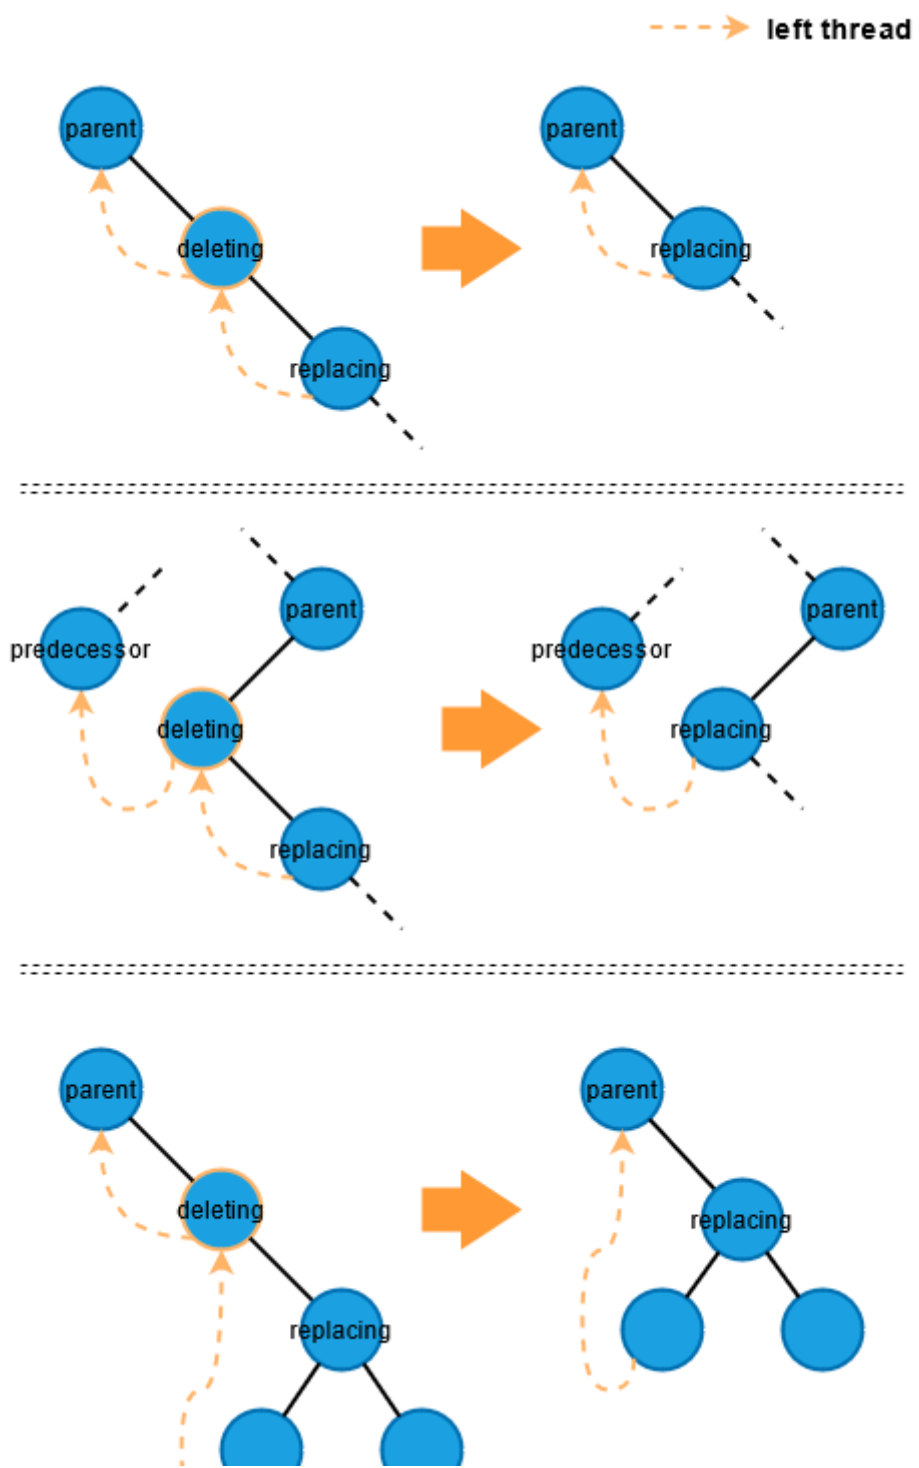 left thread
parent
parent
deleting
replacing
replacing
parent
parent
predecessor
predecessor
deleting
replacing
replacing
parent
parent
deleting
replacing
replacing